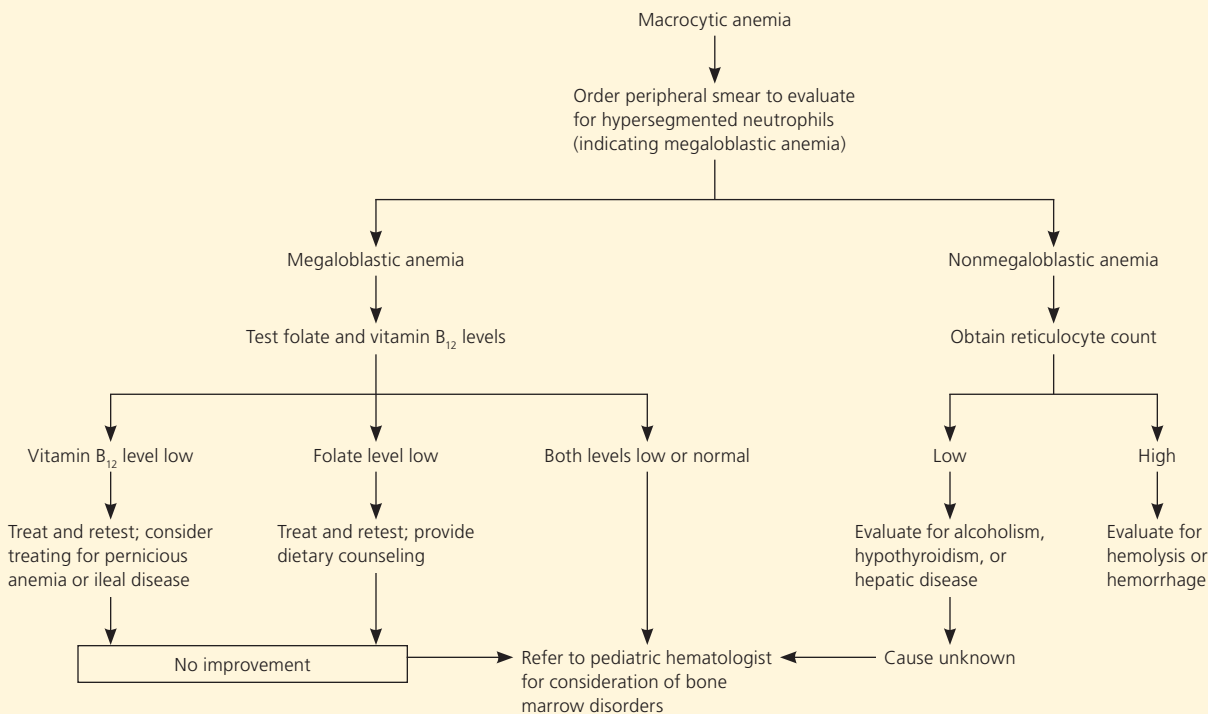 Macrocytic anemia
Order peripheral smear to evaluate
for hypersegmented neutrophils
(indicating megaloblastic anemia)
Megaloblastic anemia
Nonmegaloblastic anemia
Test folate and vitamin B₁₂ levels
Obtain reticulocyte count
Vitamin B₁₂ level low
Folate level low
Both levels low or normal
Low
High
Treat and retest; consider
treating for pernicious
anemia or ileal disease
Treat and retest; provide
dietary counseling
Evaluate for alcoholism,
hypothyroidism, or
hepatic disease
Evaluate for
hemolysis or
hemorrhage
No improvement
Refer to pediatric hematologist
for consideration of bone
marrow disorders
Cause unknown